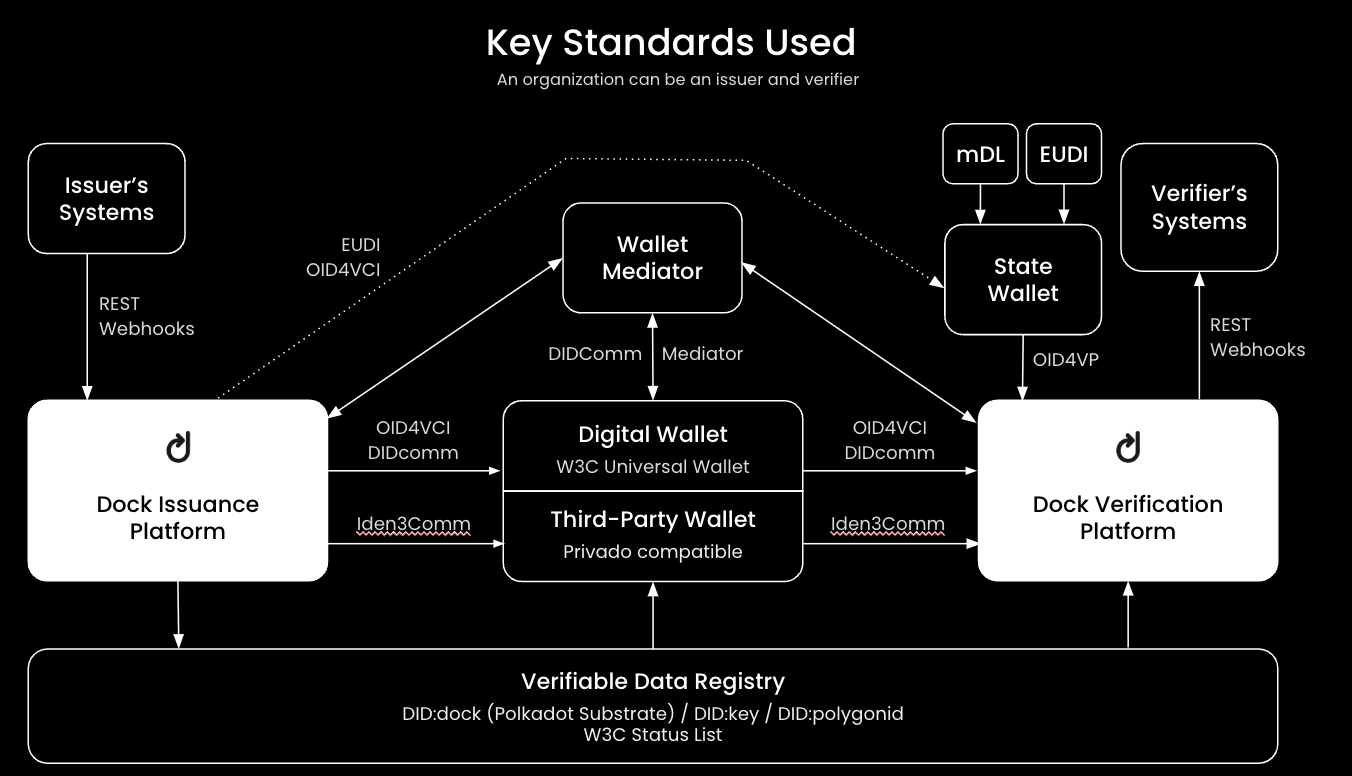 Key Standards Used
An organization can be an issuer and verifier
Issuer’s
Systems
REST
Webhooks
EUDI
OID4VCI
Wallet
Mediator
DIDComm
Mediator
mDL
EUDI
State
Wallet
OID4VP
Verifier’s
Systems
REST
Webhooks
Dock Issuance
Platform
OID4VCI
DIDcomm
Iden3Comm
Digital Wallet
W3C Universal Wallet
Third-Party Wallet
Privado compatible
OID4VCI
DIDcomm
Iden3Comm
Dock Verification
Platform
Verifiable Data Registry
DID:dock (Polkadot Substrate) / DID:key / DID:polygonid
W3C Status List